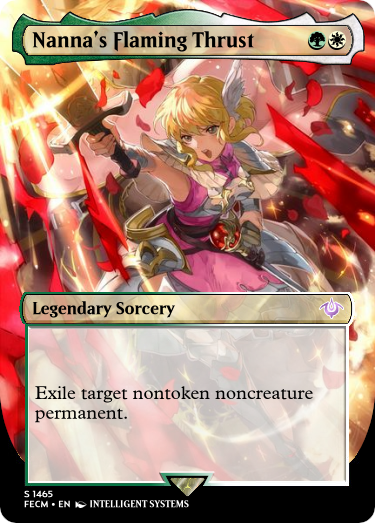 Nanna's Flaming Thrust
Legendary Sorcery
Exile target nontoken noncreature
permanent.
S 1465
FECM • EN INTELLIGENT SYSTEMS